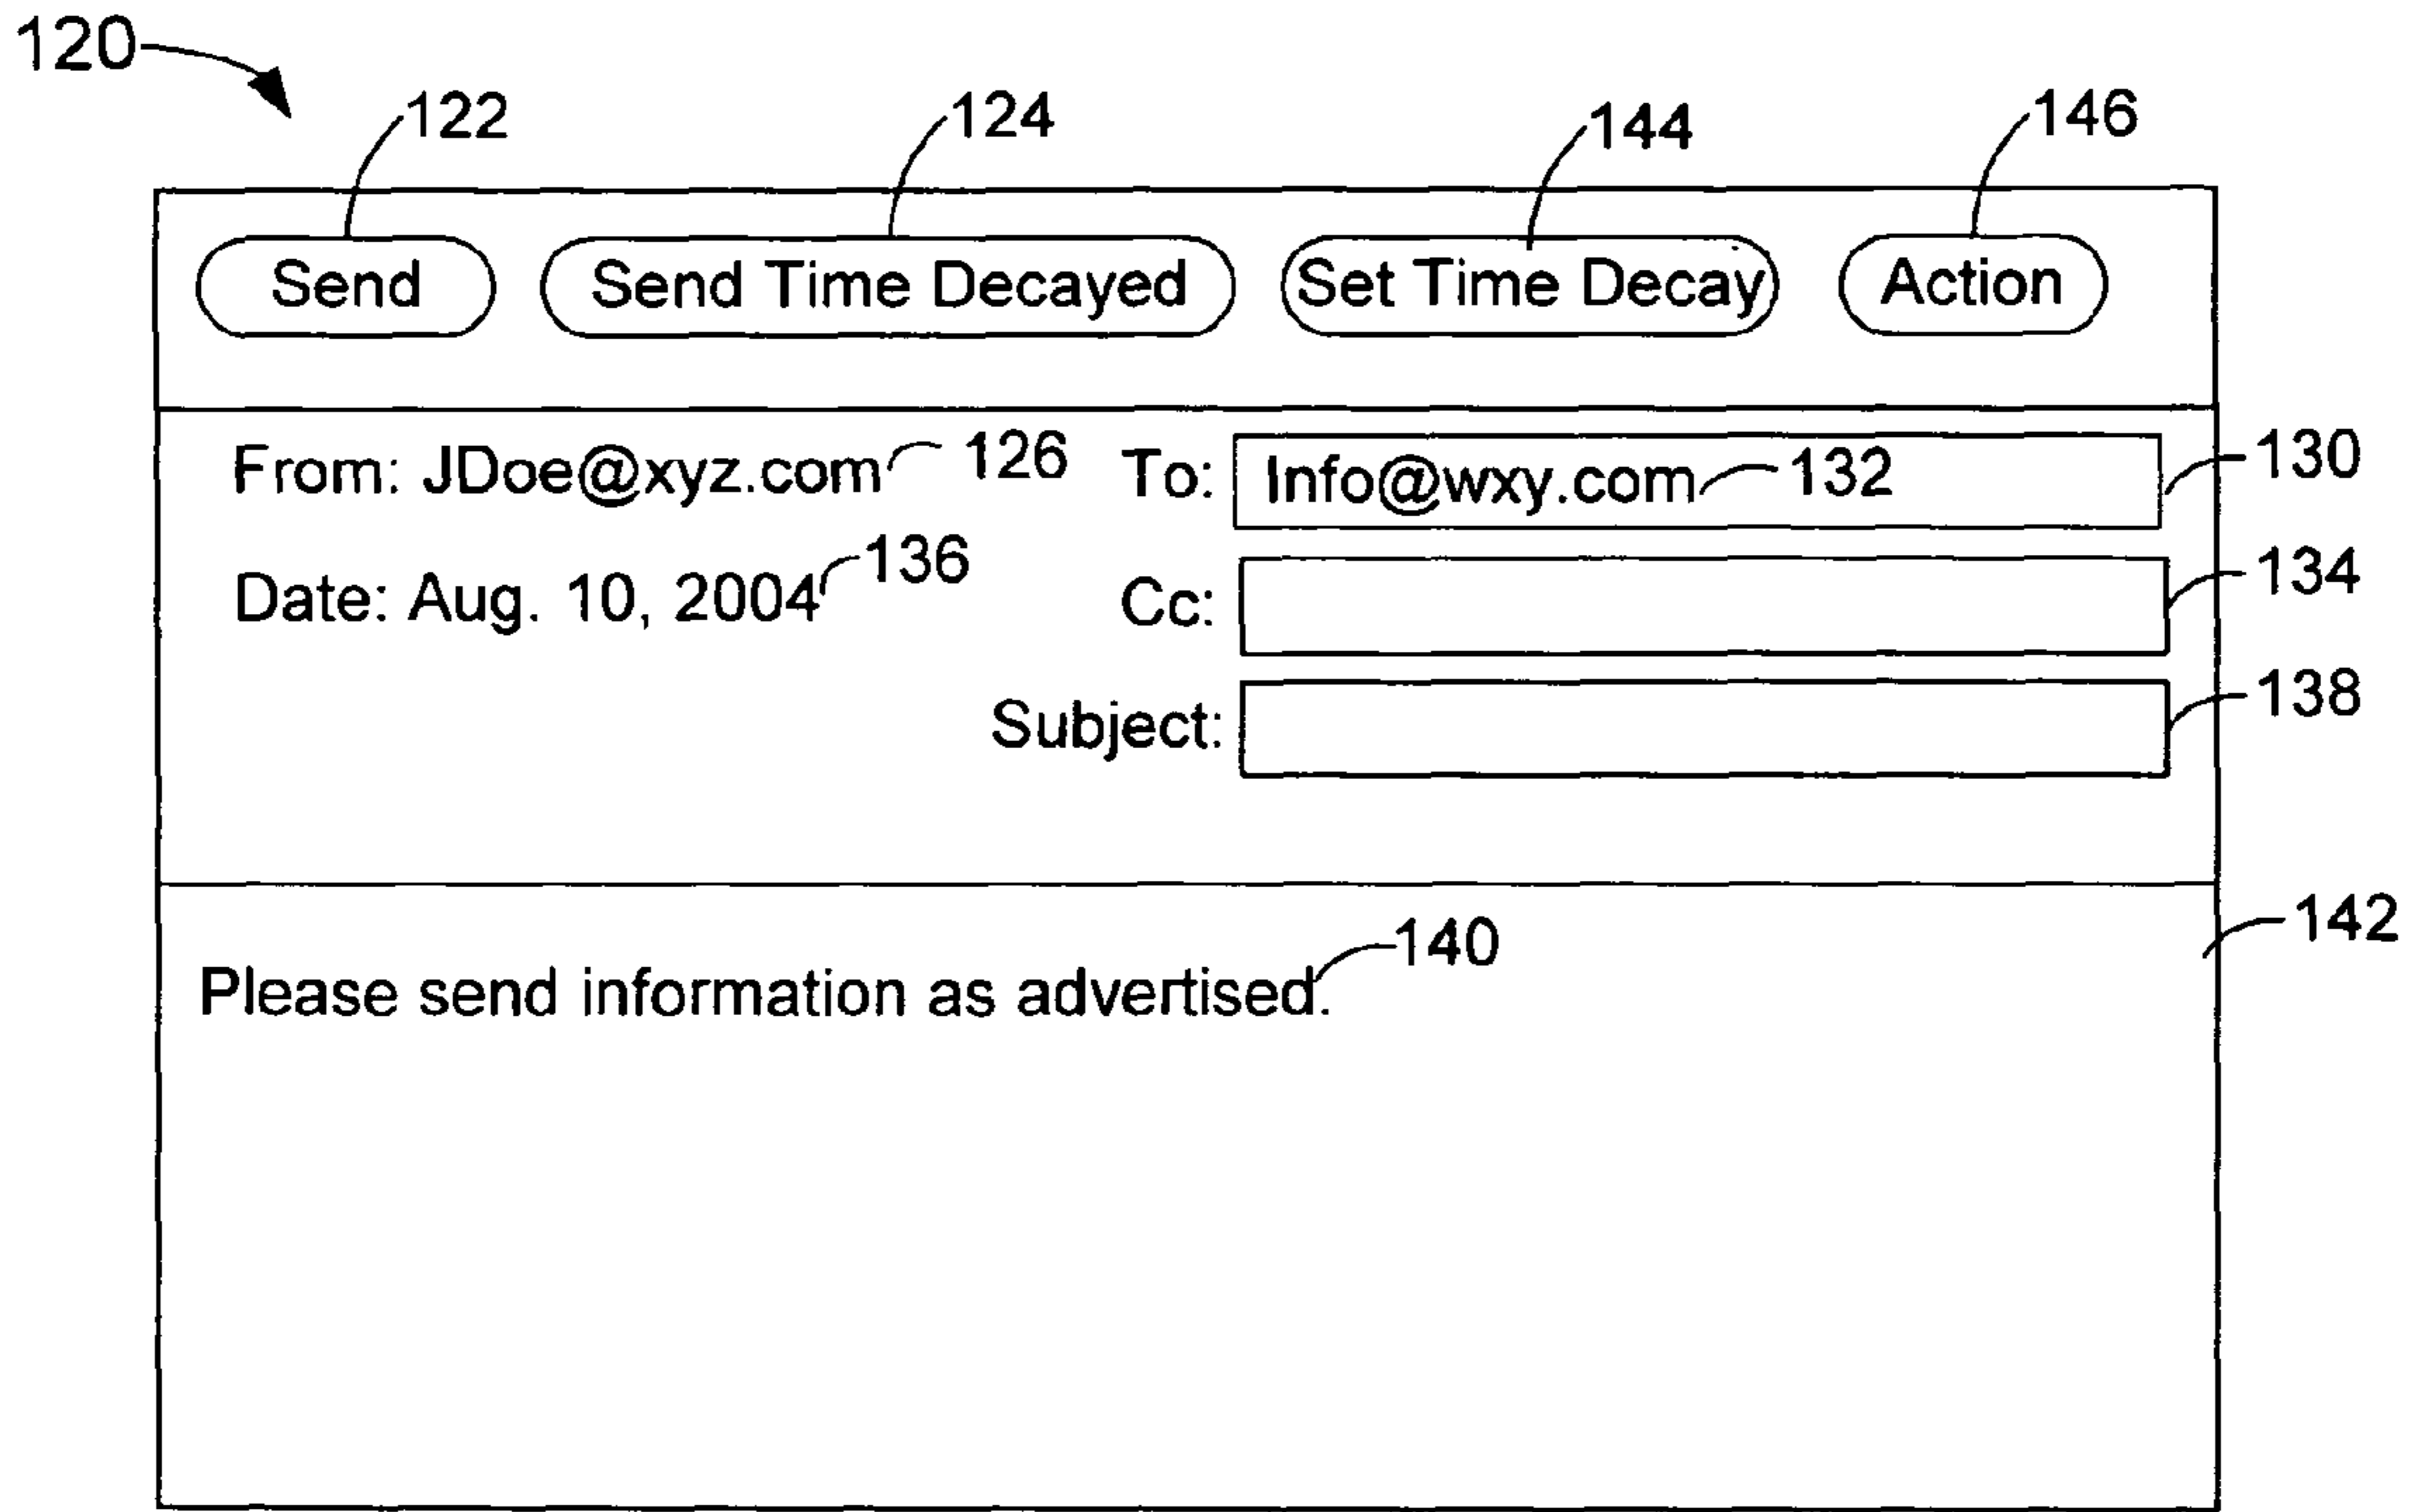 120
122 124 144 146
Send Send Time Decayed Set Time Decay Action
From: JDoe@xyz.com 126 To: Info@wxy.com 132 130
Date: Aug. 10, 2004 136 Cc: 134
Subject: 138
142
Please send information as advertised. 140